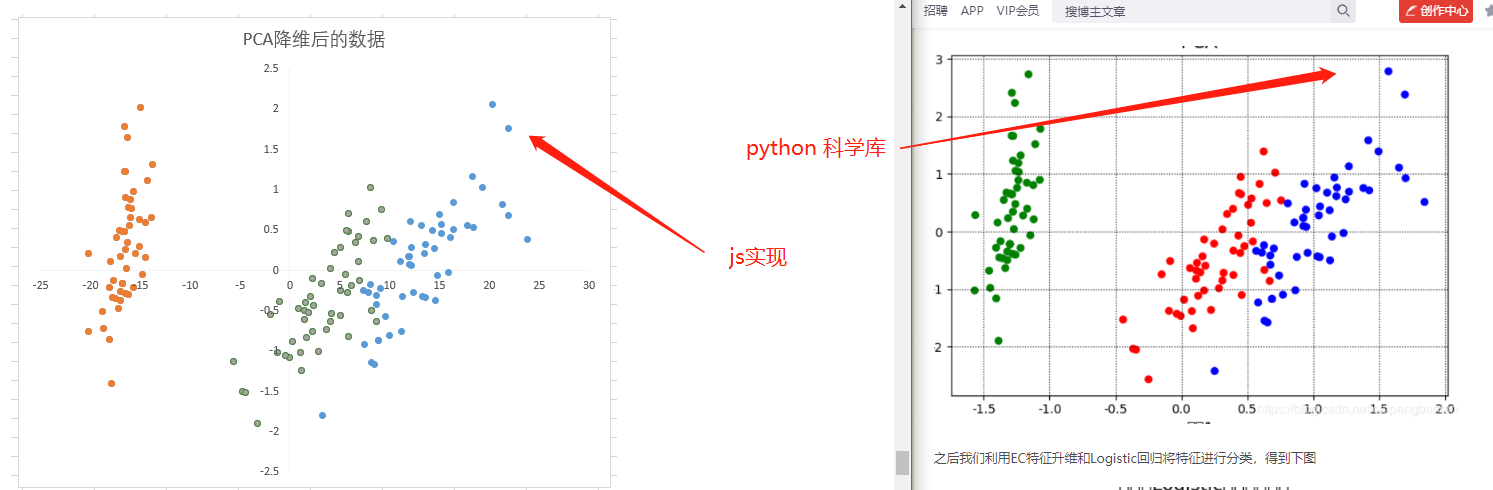 PCA降维后的数据
2.5
2
1.5
1
0.5
0
-25 -20 -15 -10 -5 0 5 10 15 20 25 30
-0.5
-1
-1.5
-2
-2.5
js实现
python 科学库
招聘 APP VIP会员 搜博主文章 创作中心
3
2
1
0
1
2
-1.5 -1.0 -0.5 0.0 0.5 1.0 1.5 2.0
之后我们利用EC特征升维和Logistic回归将特征进行分类，得到下图